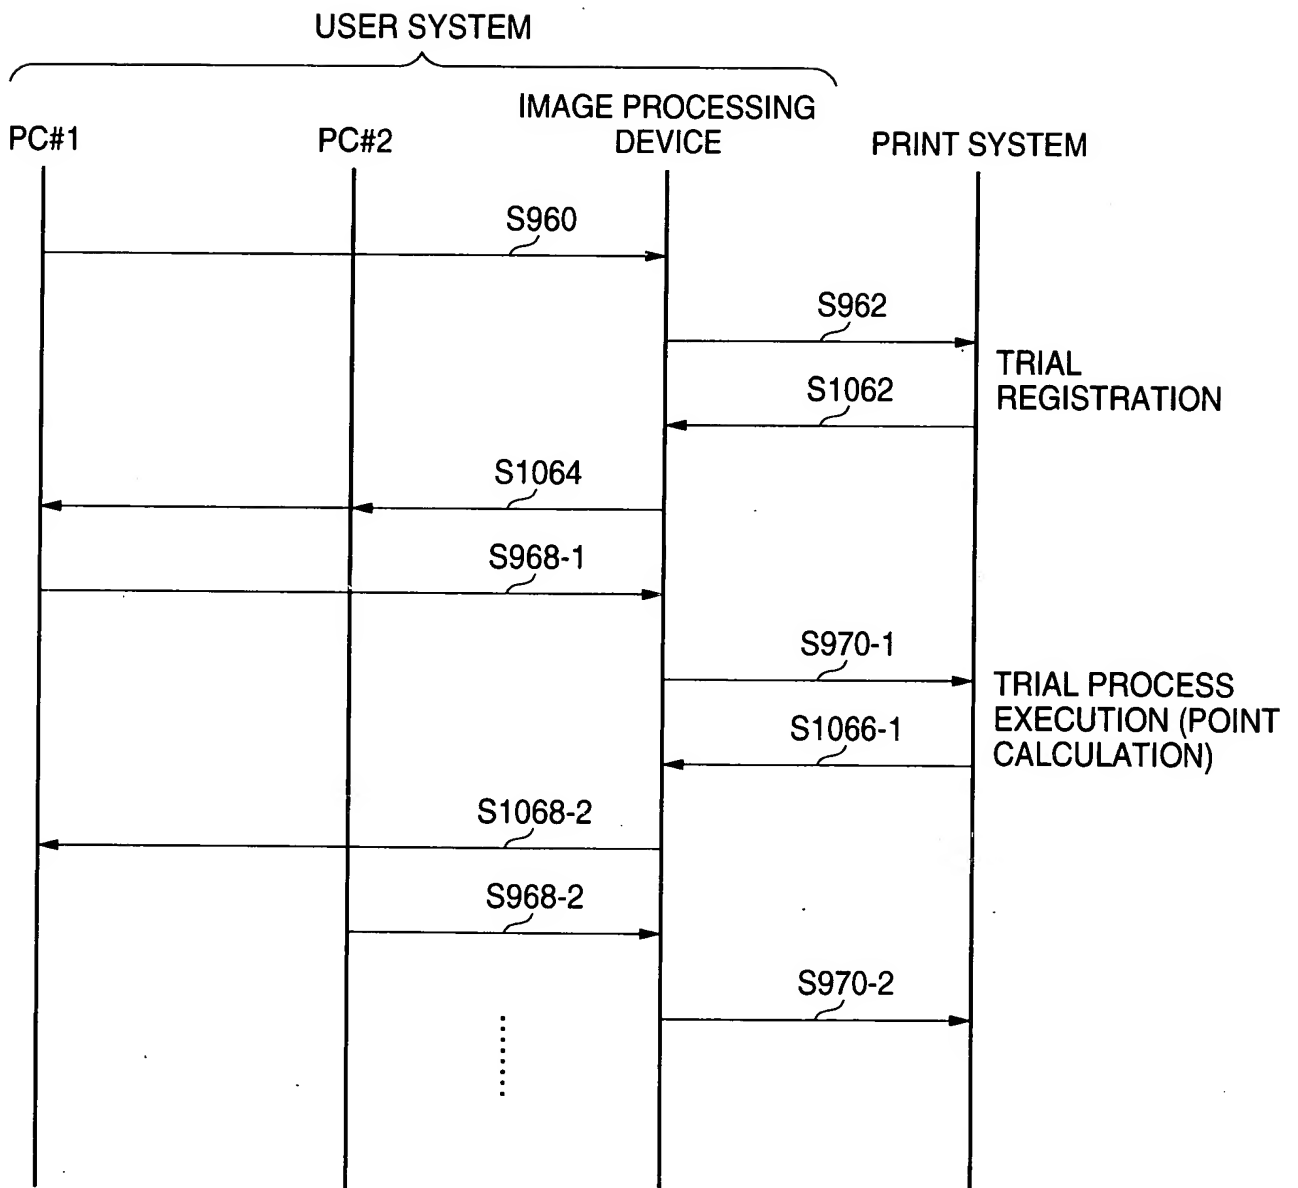 USER SYSTEM
IMAGE PROCESSING
DEVICE
PC#1
PC#2
PRINT SYSTEM
S960
S962
TRIAL
REGISTRATION
S1062
S1064
S968-1
S970-1
TRIAL PROCESS
EXECUTION (POINT
CALCULATION)
S1066-1
S1068-2
S968-2
S970-2